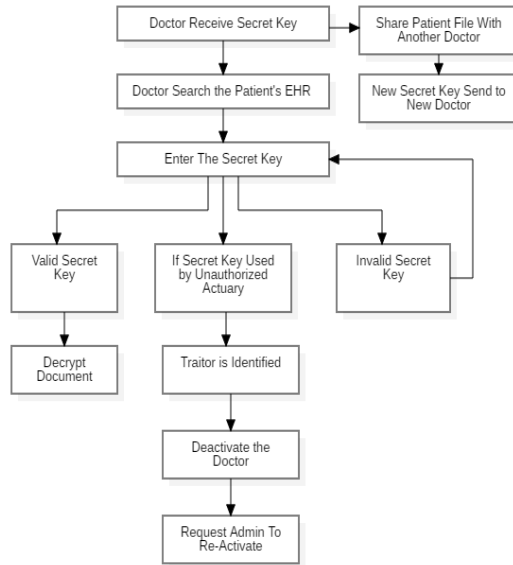 Doctor Receive Secret Key
Share Patient File With
Another Doctor
Doctor Search the Patient's EHR
New Secret Key Send to
New Doctor
Enter The Secret Key
Valid Secret
Key
If Secret Key Used
by Unauthorized
Actuary
Invalid Secret
Key
Decrypt
Document
Traitor is Identified
Deactivate the
Doctor
Request Admin To
Re-Activate